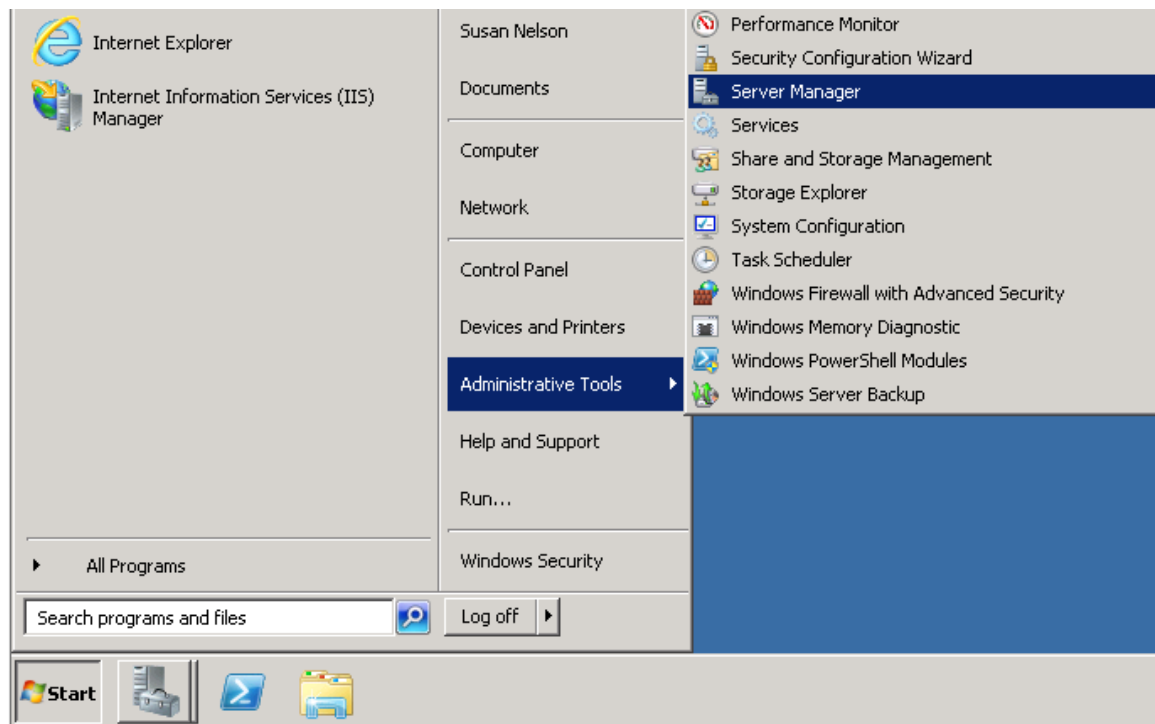 Internet Explorer
Internet Information Services (IIS)
Manager
All Programs
Search programs and files
Susan Nelson
Documents
Computer
Network
Control Panel
Devices and Printers
Administrative Tools
Help and Support
Run...
Windows Security
Log off
Performance Monitor
Security Configuration Wizard
Server Manager
Services
Share and Storage Management
Storage Explorer
System Configuration
Task Scheduler
Windows Firewall with Advanced Security
Windows Memory Diagnostic
Windows PowerShell Modules
Windows Server Backup
Start